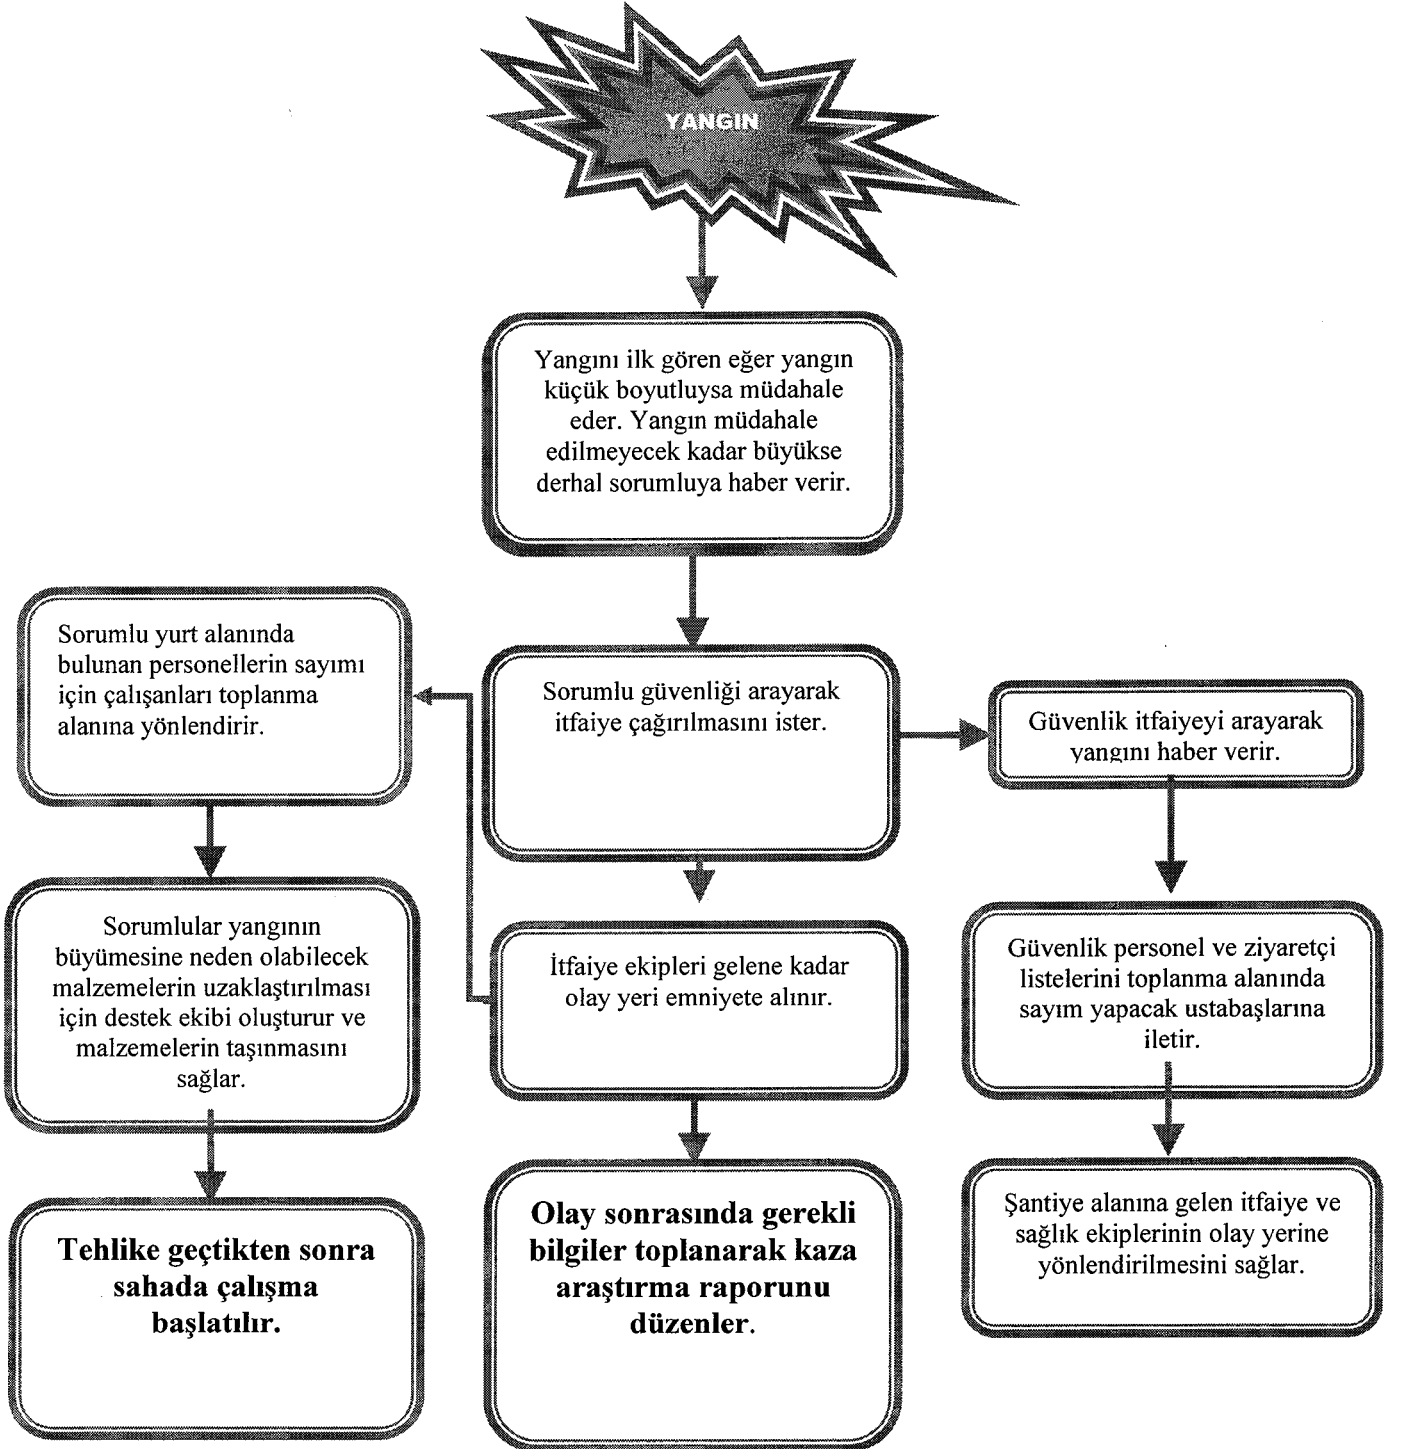 YANGIN
Yangını ilk gören eğer yangın
küçük boyutluysa müdahale
eder. Yangın müdahale
edilmeyecek kadar büyükse
derhal sorumluya haber verir.
Sorumlu yurt alanında
bulunan personellerin sayımı
için çalışanları toplanma
alanına yönlendirir.
Sorumlu güvenliği arayarak
itfaiye çağırılmasını ister.
Güvenlik itfaiyeyi arayarak
yangını haber verir.
Sorumlular yangının
büyümesine neden olabilecek
malzemelerin uzaklaştırılması
için destek ekibi oluşturur ve
malzemelerin taşınmasını
sağlar.
İtfaiye ekipleri gelene kadar
olay yeri emniyete alınır.
Güvenlik personel ve ziyaretçi
listelerini toplanma alanında
sayım yapacak ustabaşlarına
iletir.
Tehlike geçtikten sonra
sahada çalışma
başlatılır.
Olay sonrasında gerekli
bilgiler toplanarak kaza
araştırma raporunu
düzenler.
Şantiye alanına gelen itfaiye ve
sağlık ekiplerinin olay yerine
yönlendirilmesini sağlar.